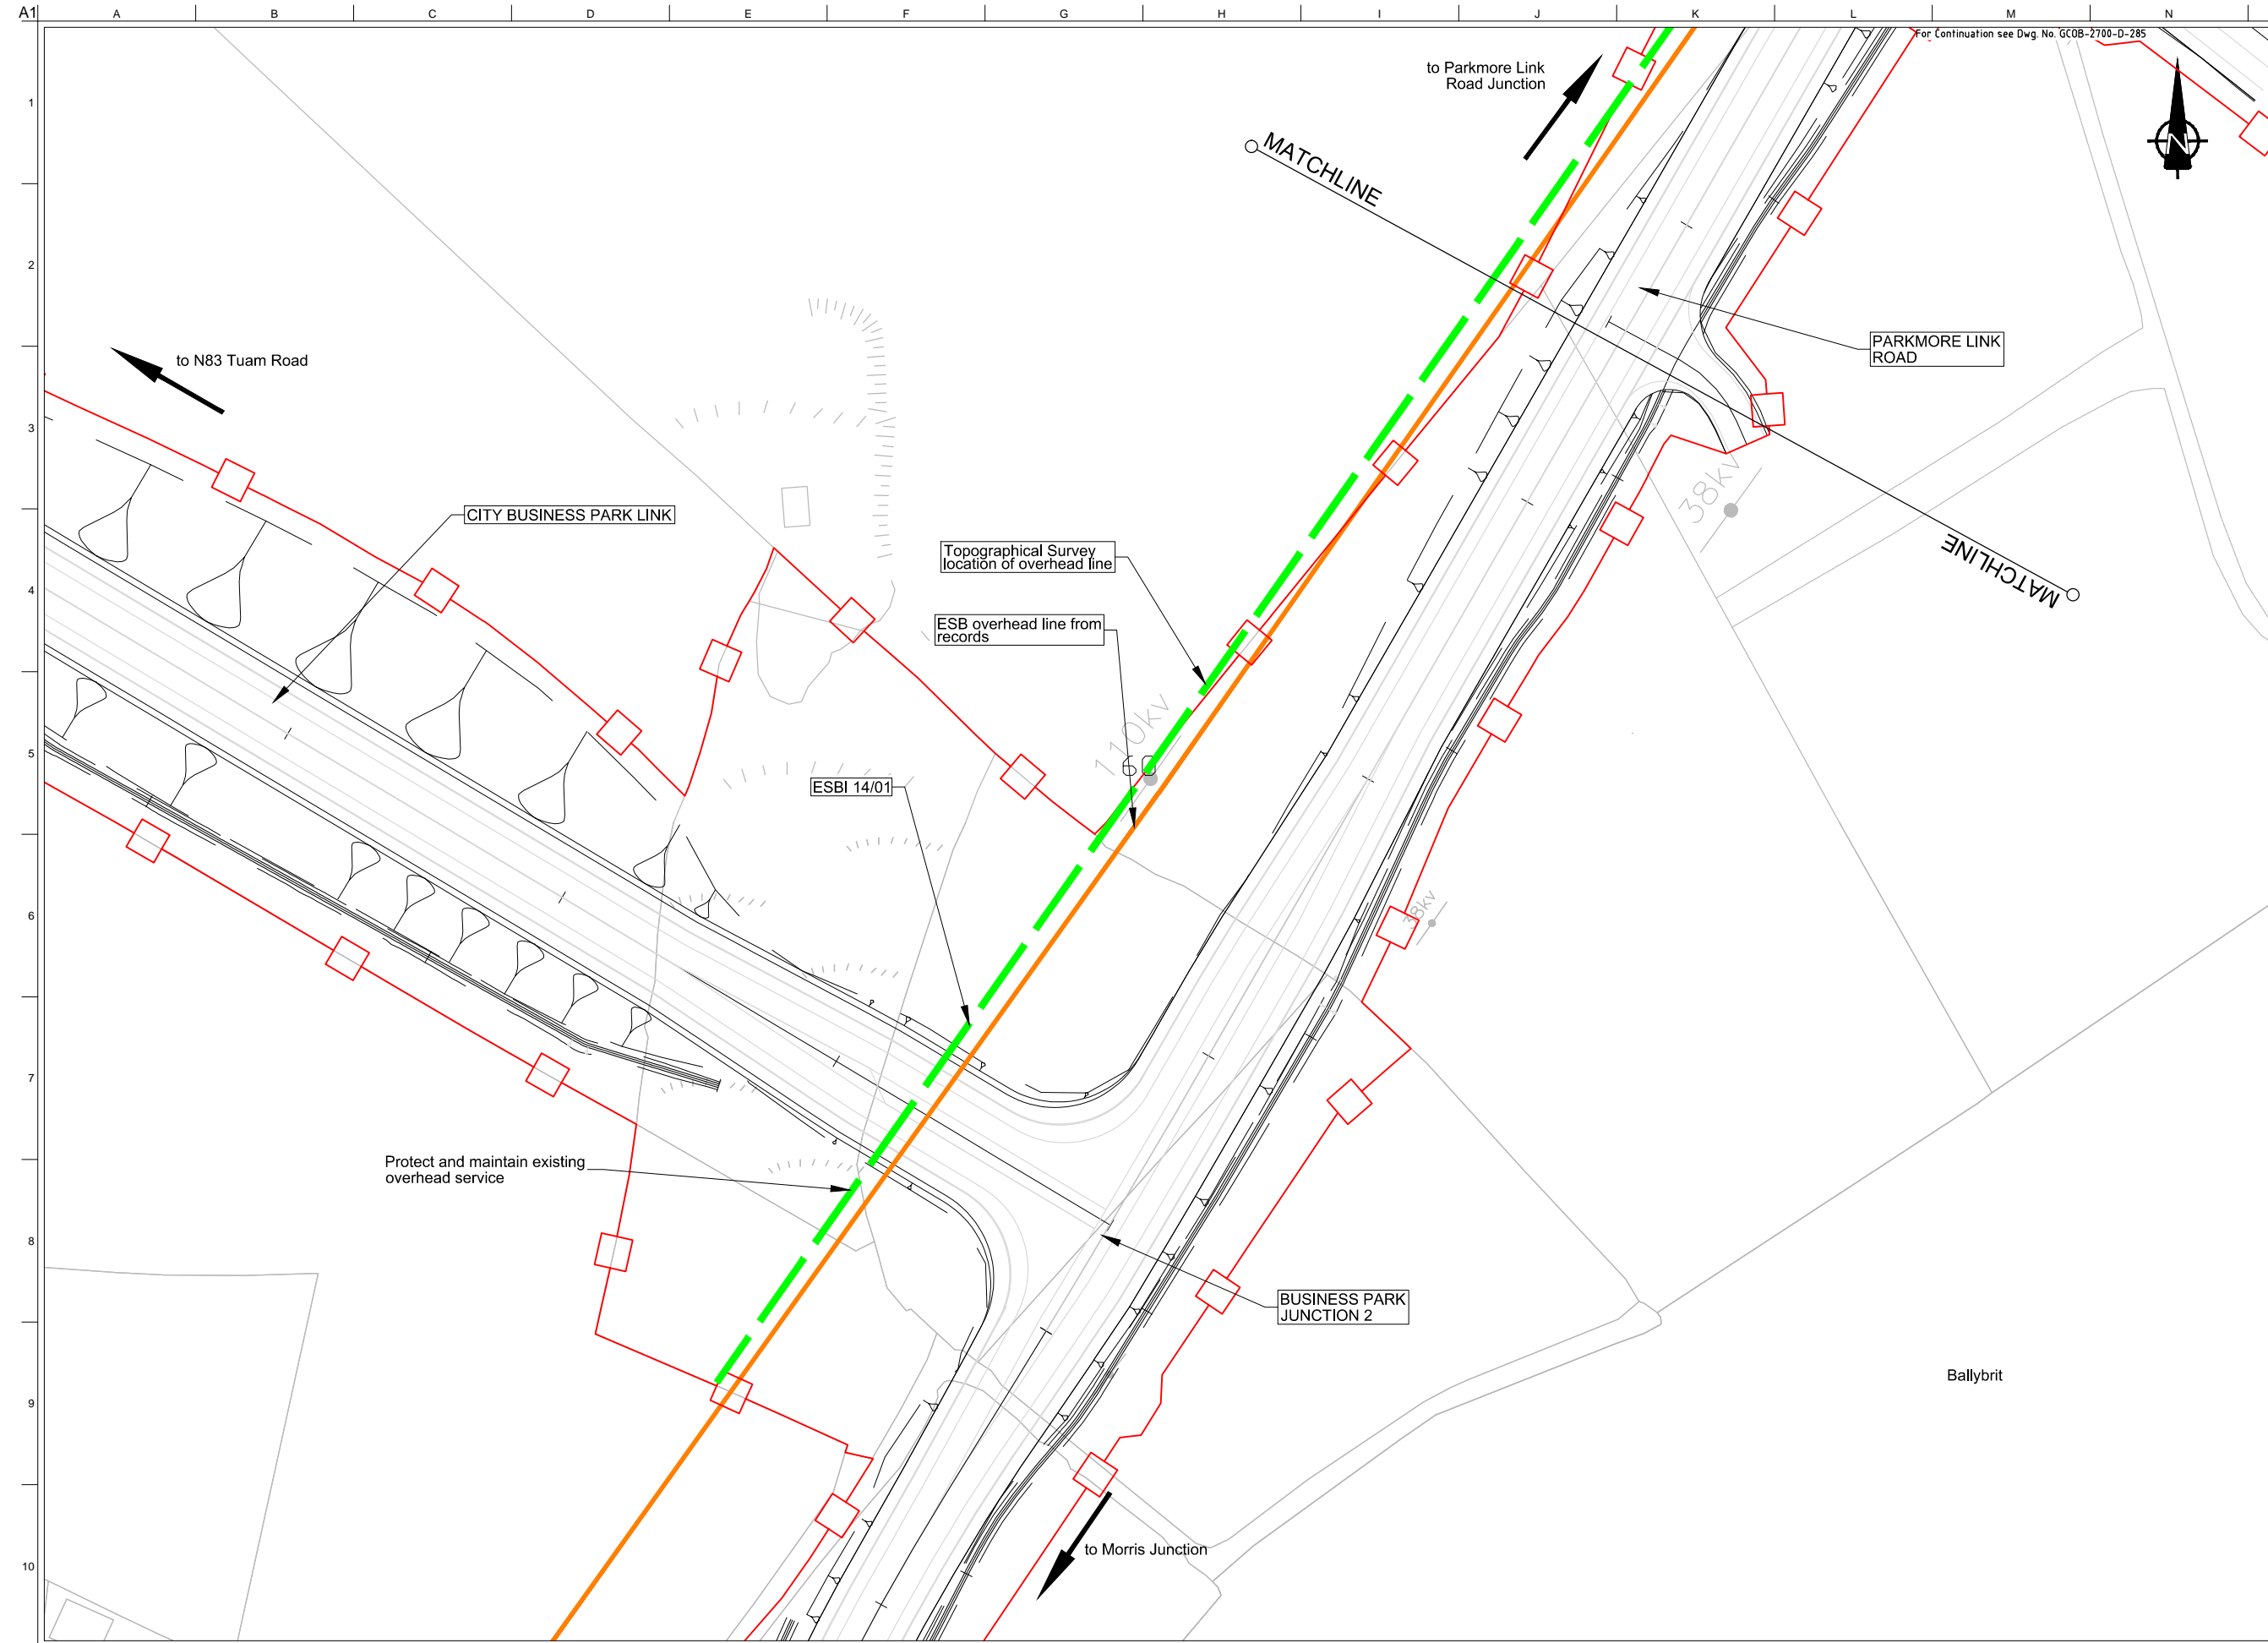 A1
A B C D E F G H I J K L M N
For Continuation see Dwg. No. GCOB-2700-D-285
to Parkmore Link
Road Junction
1
MATCHLINE
N
2
to N83 Tuam Road
PARKMORE LINK
ROAD
3
38kv
CITY BUSINESS PARK LINK
Topographical Survey
location of overhead line
MATCHLINE
4
ESB overhead line from
records
110kv
5
60
ESBI 14/01
6
38kv
7
Protect and maintain existing
overhead service
8
BUSINESS PARK
JUNCTION 2
Ballybrit
9
to Morris Junction
10